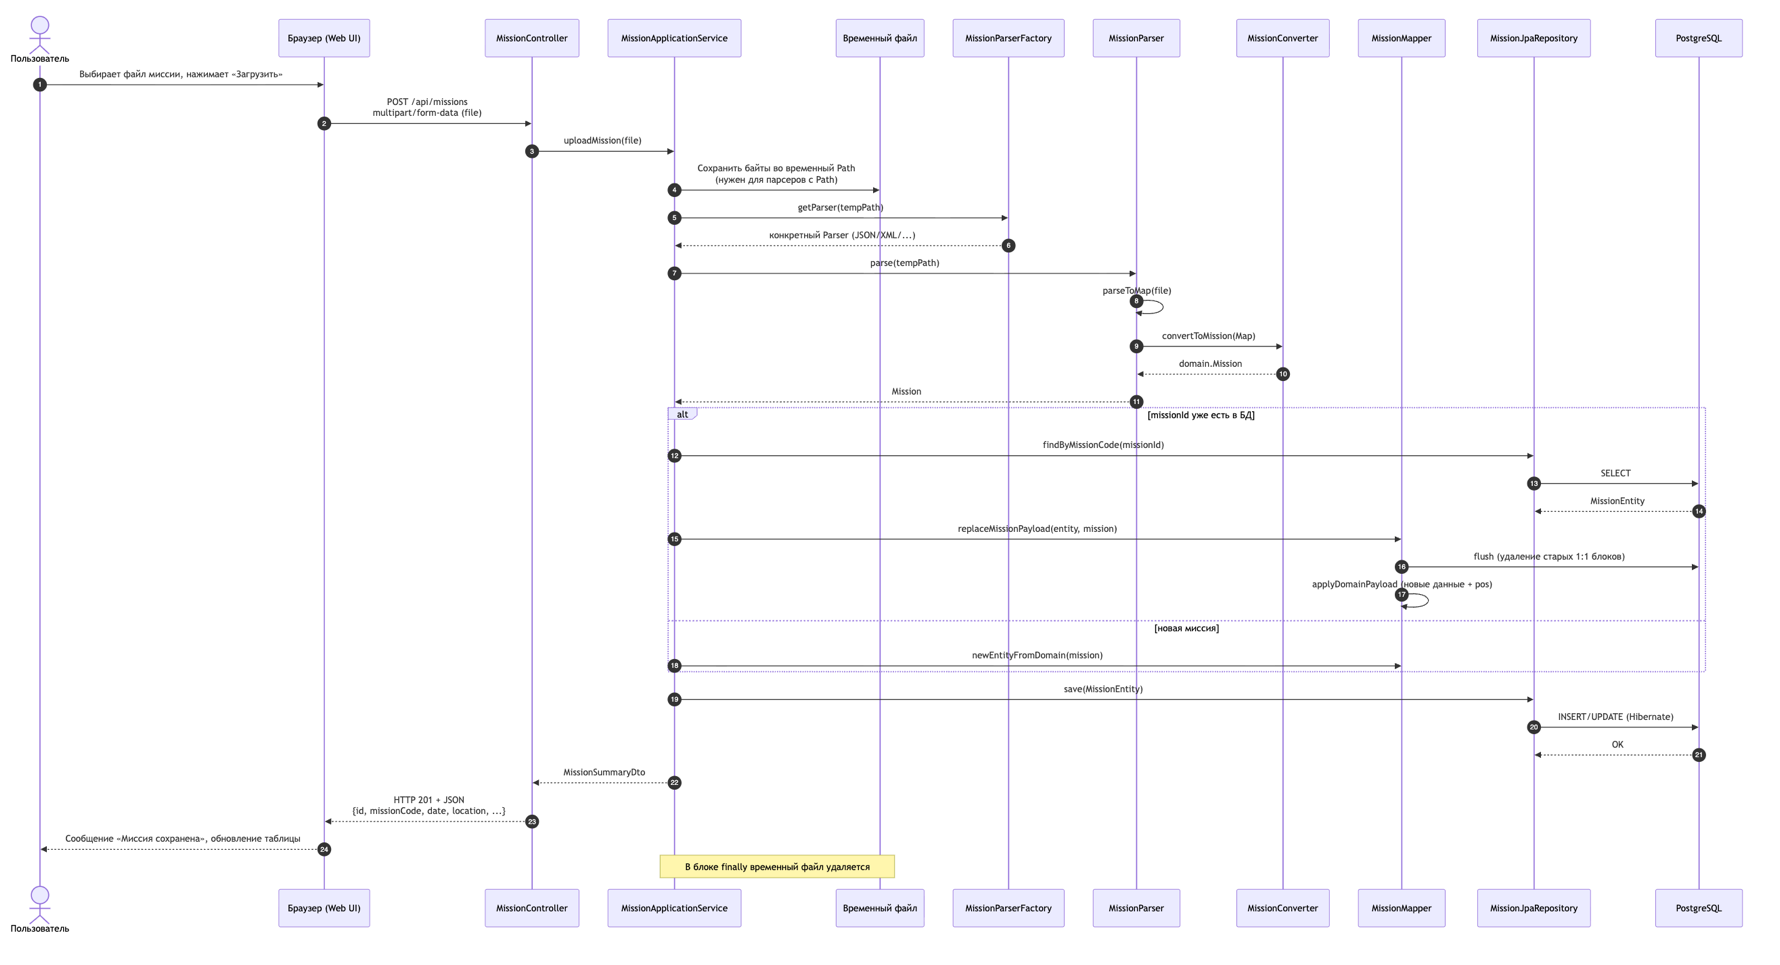 Пользователь
Браузер (Web UI)
MissionController
MissionApplicationService
Временный файл
MissionParserFactory
MissionParser
MissionConverter
MissionMapper
MissionJpaRepository
PostgreSQL
1
Выбирает файл миссии, нажимает «Загрузить»
2
POST /api/missions
multipart/form-data (file)
3
uploadMission(file)
4
Сохранить байты во временный Path
(нужен для парсеров с Path)
5
getParser(tempPath)
6
конкретный Parser (JSON/XML/...)
7
parse(tempPath)
8
parseToMap(file)
9
convertToMission(Map)
10
domain.Mission
11
Mission
alt
[missionId уже есть в БД]
12
findByMissionCode(missionId)
13
SELECT
14
MissionEntity
15
replaceMissionPayload(entity, mission)
16
flush (удаление старых 1:1 блоков)
17
applyDomainPayload (новые данные + pos)
[новая миссия]
18
newEntityFromDomain(mission)
19
save(MissionEntity)
20
INSERT/UPDATE (Hibernate)
21
OK
22
MissionSummaryDto
23
HTTP 201 + JSON
{id, missionCode, date, location, ...}
24
Сообщение «Миссия сохранена», обновление таблицы
В блоке finally временный файл удаляется
Пользователь
Браузер (Web UI)
MissionController
MissionApplicationService
Временный файл
MissionParserFactory
MissionParser
MissionConverter
MissionMapper
MissionJpaRepository
PostgreSQL